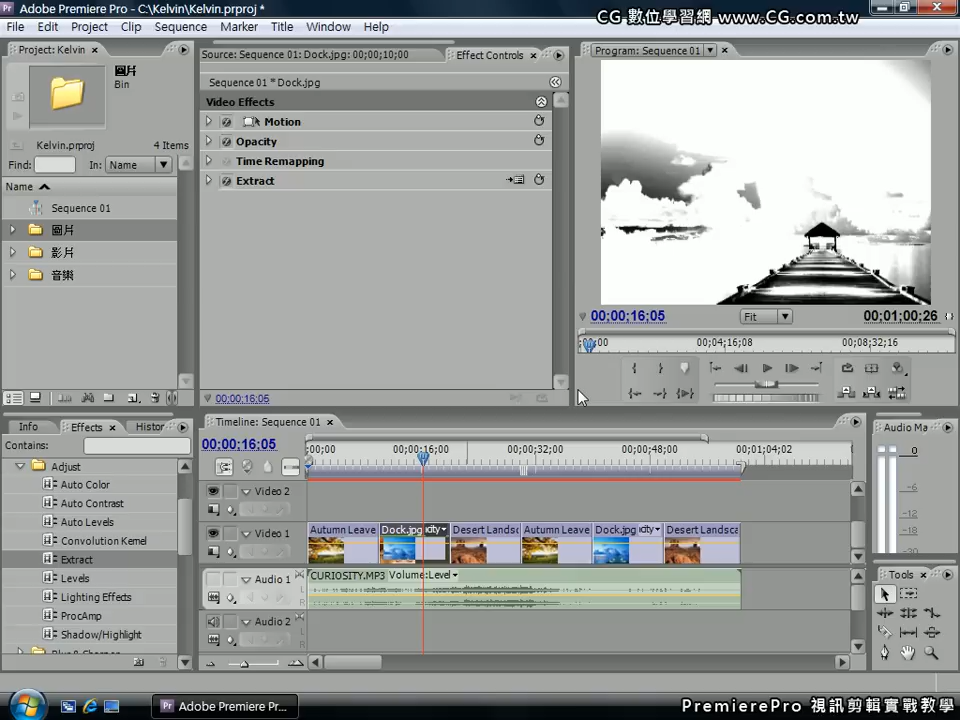 Adobe Premiere Pro - C:\Kelvin\Kelvin.prproj *
CG 數位學習網 www.CG.com.tw
File Edit Project Clip Sequence Marker Title Window Help
Project: Kelvin
圖片
Bin
Kelvin.prproj 4 Items
Find: In: Name
Name
Sequence 01
圖片
影片
音樂
Source: Sequence 01: Dock.jpg: 00;00;10;00
Effect Controls
Sequence 01 * Dock.jpg
Video Effects
Motion
Opacity
Time Remapping
Extract
00;00;16;05
Program: Sequence 01
00;00;16;05 Fit 00;01;00;26
;00;00 00;04;16;08 00;08;32;16
Info Effects Histor
Contains:
Adjust
Auto Color
Auto Contrast
Auto Levels
Convolution Kernel
Extract
Levels
Lighting Effects
ProcAmp
Shadow/Highlight
Timeline: Sequence 01
00;00;16;05
;00;00 00;00;16;00 00;00;32;00 00;00;48;00 00;01;04;02
Video 2
Video 1
Autumn Leave Dock.jpg icity Desert Landsc Autumn Leave Dock.jpg icity Desert Landsca
Audio 1
CURIOSITY.MP3 Volume:Level
L
R
Audio 2
L
R
Audio Ma
0
-6
-12
-18
-30
Tools
Adobe Premiere Pr...
PremierePro 視訊剪輯實戰教學